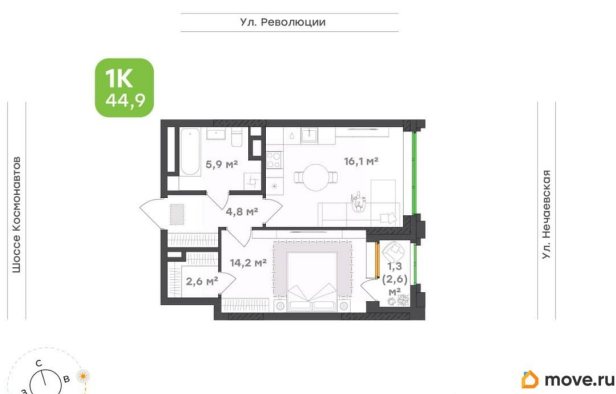 Ул. Революции
1К
44,9
Шоссе Космонавтов
Ул. Нечаевская
5,9 м²
16,1 м²
4,8 м²
14,2 м²
2,6 м²
1,3
(2,6)
м²
С
В
З
move.ru